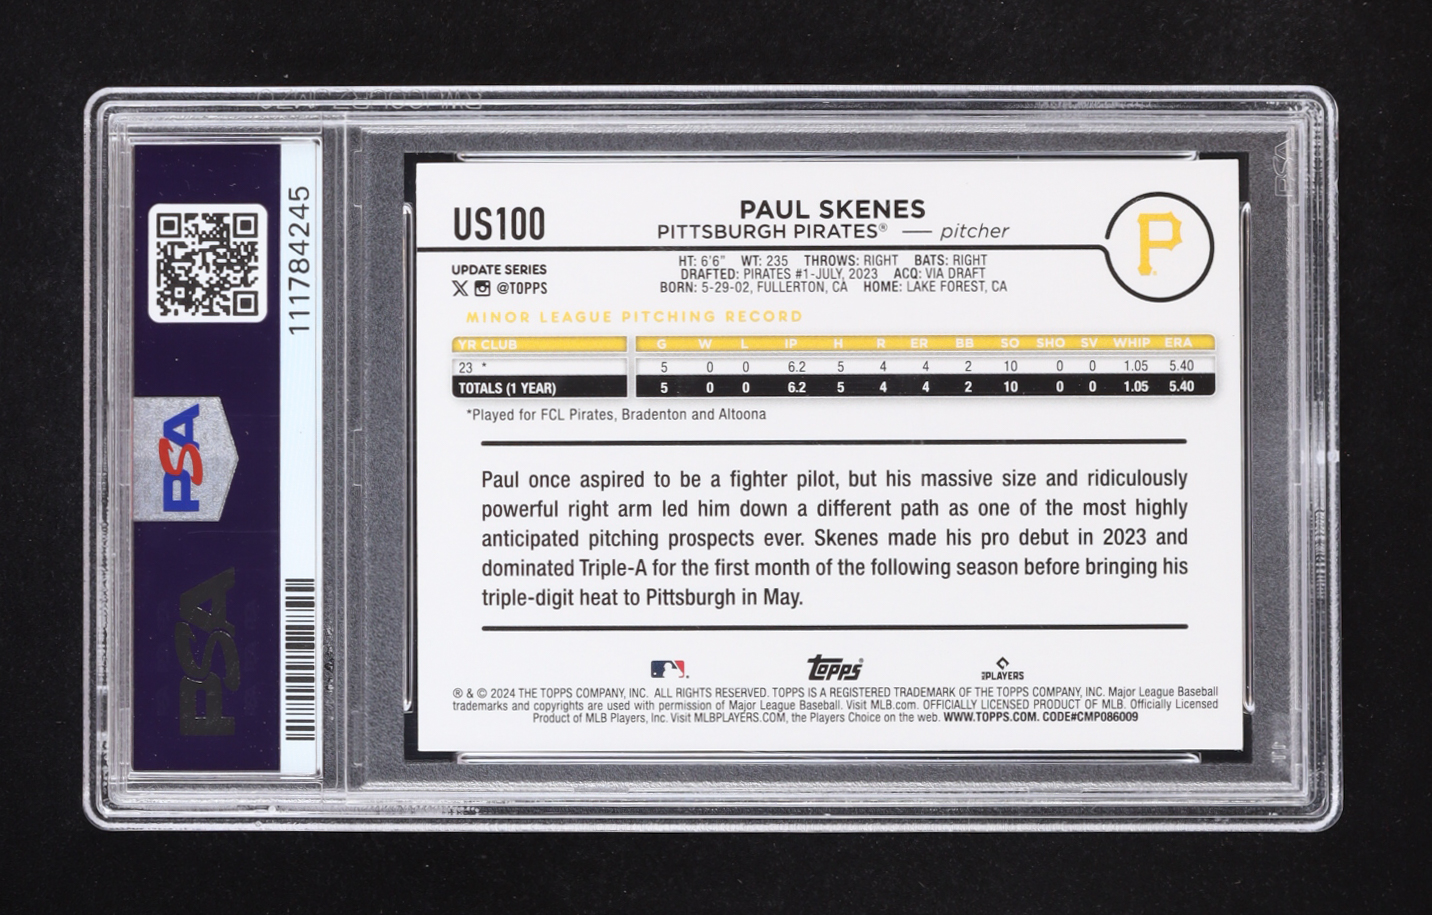 111784245
PSA
PSA
US100
PAUL SKENES
PITTSBURGH PIRATES® — pitcher
UPDATE SERIES
@TOPPS
HT: 6'6" WT: 235 THROWS: RIGHT BATS: RIGHT
DRAFTED: PIRATES #1-JULY, 2023 ACQ: VIA DRAFT
BORN: 5-29-02, FULLERTON, CA HOME: LAKE FOREST, CA
P
MINOR LEAGUE PITCHING RECORD
YR CLUB G W L IP H R ER BB SO SHO SV WHIP ERA
23 * 5 0 0 6.2 5 4 4 2 10 0 0 1.05 5.40
TOTALS (1 YEAR) 5 0 0 6.2 5 4 4 2 10 0 0 1.05 5.40
*Played for FCL Pirates, Bradenton and Altoona
Paul once aspired to be a fighter pilot, but his massive size and ridiculously
powerful right arm led him down a different path as one of the most highly
anticipated pitching prospects ever. Skenes made his pro debut in 2023 and
dominated Triple-A for the first month of the following season before bringing his
triple-digit heat to Pittsburgh in May.
Topps®
MLB PLAYERS
® & © 2024 THE TOPPS COMPANY, INC. ALL RIGHTS RESERVED. TOPPS IS A REGISTERED TRADEMARK OF THE TOPPS COMPANY, INC. Major League Baseball
trademarks and copyrights are used with permission of Major League Baseball. Visit MLB.com. OFFICIALLY LICENSED PRODUCT OF MLB. Officially Licensed
Product of MLB Players, Inc. Visit MLBPLAYERS.COM, the Players Choice on the web. WWW.TOPPS.COM. CODE#CMP086009
PSA